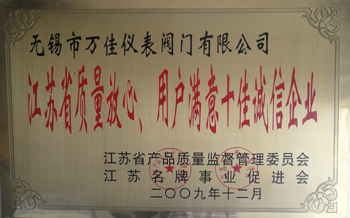 无锡市万佳仪表阀门有限公司
江苏省质量放心、用户满意十佳诚信企业
江苏省产品质量监督管理委员会
江苏名牌事业促进会
二〇〇九年十二月